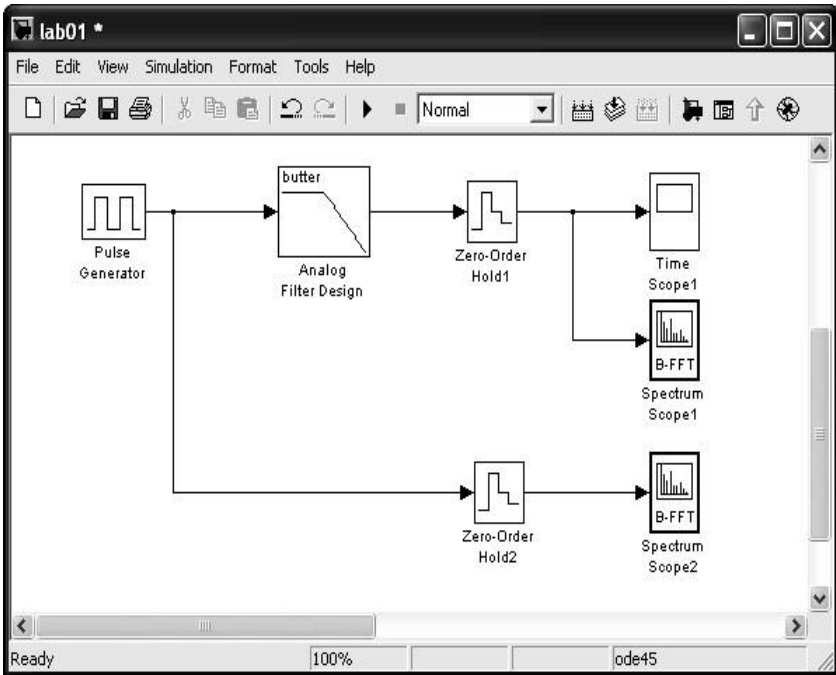 lab01 *
File Edit View Simulation Format Tools Help
Normal
butter
Pulse
Generator
Analog
Filter Design
Zero-Order
Hold1
Time
Scope1
B-FFT
Spectrum
Scope1
Zero-Order
Hold2
B-FFT
Spectrum
Scope2
Ready 100% ode45